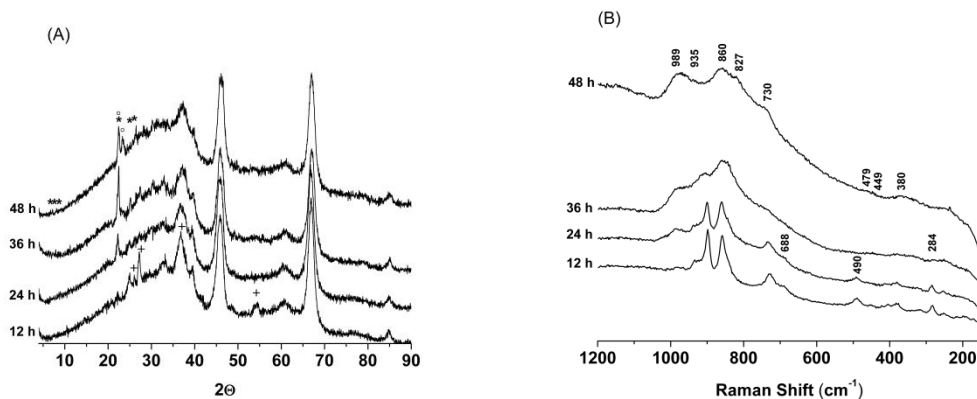 (A)
***
°
*
°
**
48 h
36 h
24 h
12 h
+
+
+
+
10 20 30 40 50 60 70 80 90
2Θ
(B)
989
935
860
827
730
479
449
380
48 h
36 h
24 h
12 h
688
490
284
1200 1000 800 600 400 200
Raman Shift (cm⁻¹)